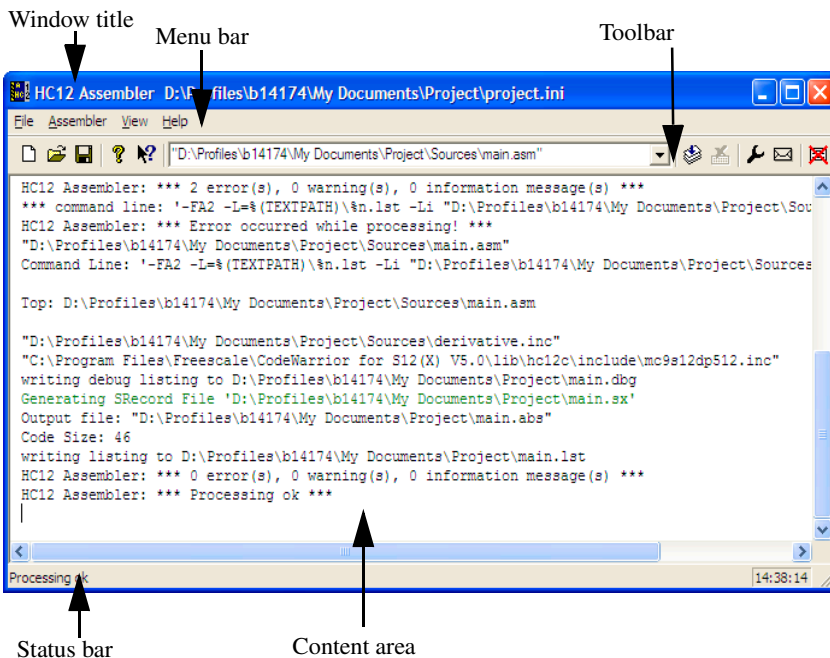 Window title
Menu bar
Toolbar
HC12 Assembler D:\Profiles\b14174\My Documents\Project\project.ini
File Assembler View Help
"D:\Profiles\b14174\My Documents\Project\Sources\main.asm"
HC12 Assembler: *** 2 error(s), 0 warning(s), 0 information message(s) ***
*** command line: '-FA2 -L=%(TEXTPATH)\%n.lst -Li "D:\Profiles\b14174\My Documents\Project\Sou
HC12 Assembler: *** Error occurred while processing! ***
"D:\Profiles\b14174\My Documents\Project\Sources\main.asm"
Command Line: '-FA2 -L=%(TEXTPATH)\%n.lst -Li "D:\Profiles\b14174\My Documents\Project\Sources
Top: D:\Profiles\b14174\My Documents\Project\Sources\main.asm
"D:\Profiles\b14174\My Documents\Project\Sources\derivative.inc"
"C:\Program Files\Freescale\CodeWarrior for S12(X) V5.0\lib\hc12c\include\mc9s12dp512.inc"
writing debug listing to D:\Profiles\b14174\My Documents\Project\main.dbg
Generating SRecord File 'D:\Profiles\b14174\My Documents\Project\main.sx'
Output file: "D:\Profiles\b14174\My Documents\Project\main.abs"
Code Size: 46
writing listing to D:\Profiles\b14174\My Documents\Project\main.lst
HC12 Assembler: *** 0 error(s), 0 warning(s), 0 information message(s) ***
HC12 Assembler: *** Processing ok ***
Processing ok
14:38:14
Status bar
Content area